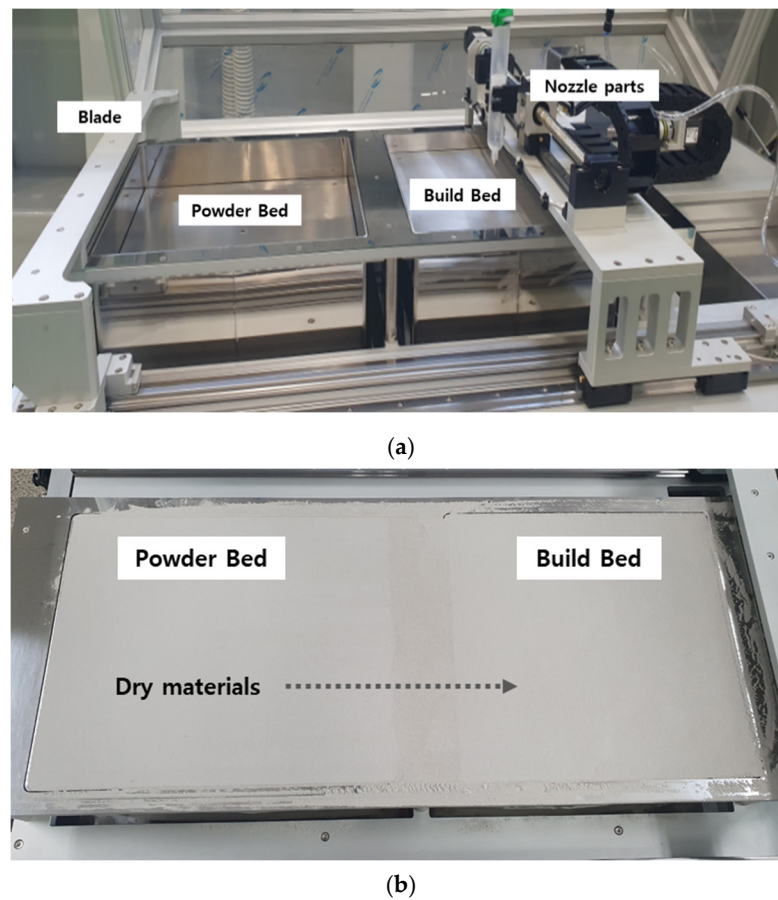 Blade
Nozzle parts
Powder Bed
Build Bed
(a)
Powder Bed
Build Bed
Dry materials
(b)